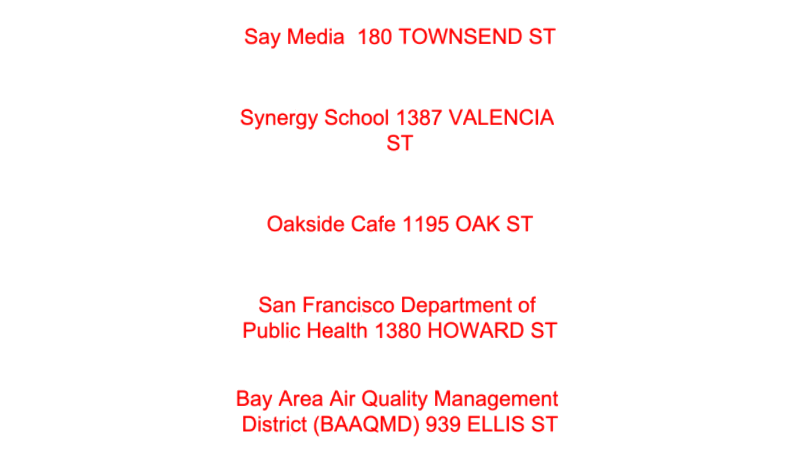 Say Media  180 TOWNSEND ST
Synergy School 1387 VALENCIA
ST
Oakside Cafe 1195 OAK ST
San Francisco Department of
Public Health 1380 HOWARD ST
Bay Area Air Quality Management
District (BAAQMD) 939 ELLIS ST